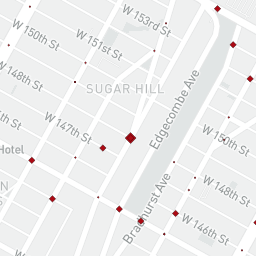 W 153rd St
W 150th St
W 151st St
W 148th St
SUGAR HILL
Edgecombe Ave
W 147th St
W 150th St
Hotel
W 148th St
N
S
Bradhurst Ave
W 146th St